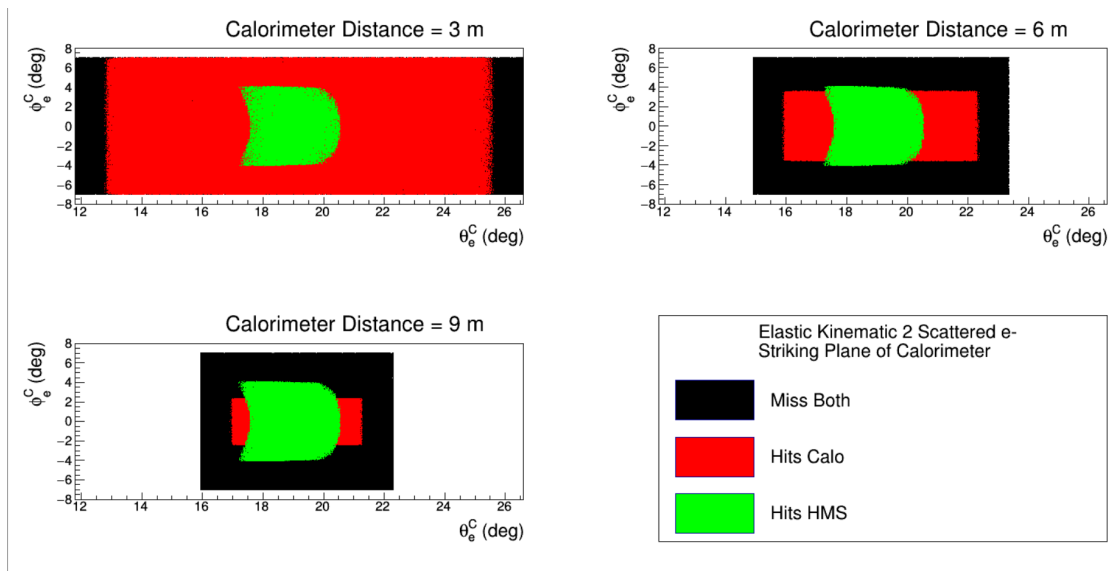 Calorimeter Distance = 3 m
ϕ_e^C (deg)
8
6
4
2
0
−2
−4
−6
−8
12 14 16 18 20 22 24 26
θ_e^C (deg)
Calorimeter Distance = 6 m
ϕ_e^C (deg)
8
6
4
2
0
−2
−4
−6
−8
12 14 16 18 20 22 24 26
θ_e^C (deg)
Calorimeter Distance = 9 m
ϕ_e^C (deg)
8
6
4
2
0
−2
−4
−6
−8
12 14 16 18 20 22 24 26
θ_e^C (deg)
Elastic Kinematic 2 Scattered e-
Striking Plane of Calorimeter
Miss Both
Hits Calo
Hits HMS